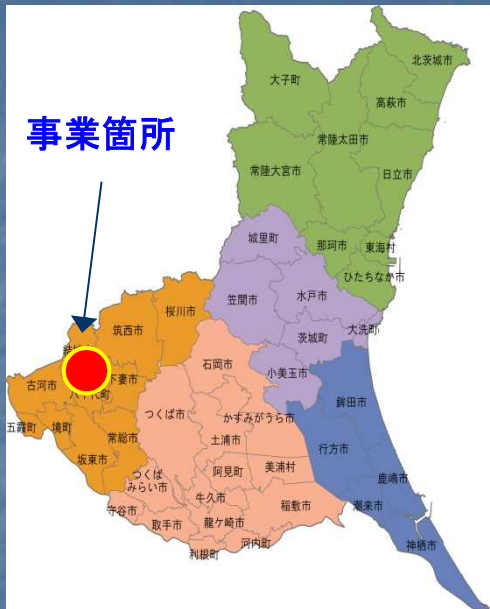 事業箇所
北茨城市
大子町
高萩市
常陸太田市
常陸大宮市
日立市
城里町
那珂市
東海村
ひたちなか市
笠間市
水戸市
桜川市
筑西市
茨城町
大洗町
石岡市
小美玉市
下妻市
古河市
鉾田市
つくば市
かすみがうら市
五霞町
境町
常総市
土浦市
行方市
坂東市
阿見町
美浦村
つくば
みらい市
鹿嶋市
牛久市
稲敷市
潮来市
守谷市
取手市
龍ケ崎市
河内町
神栖市
利根町